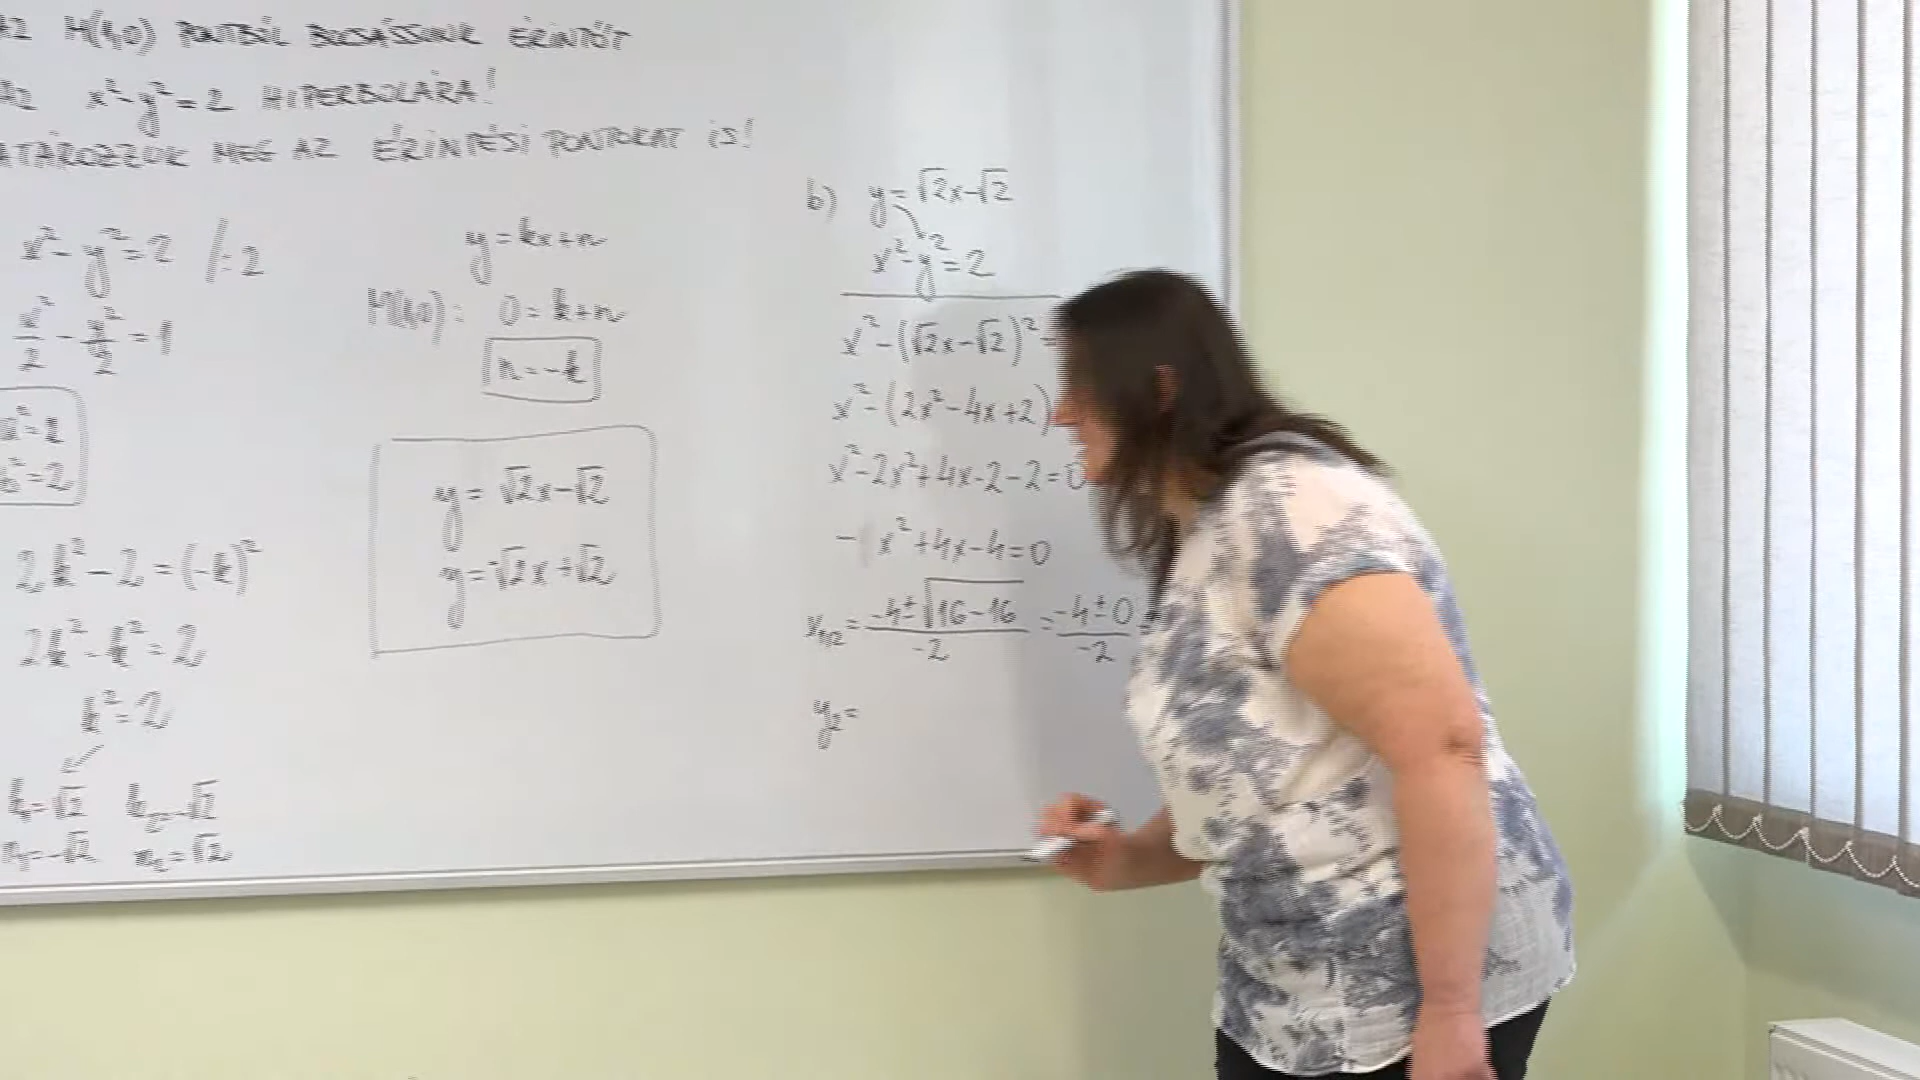 AZ M(1,0) PONTBÓL BOCSÁSSUNK ÉRINTŐT
AZ x²-y²=2 HIPERBOLÁRA!
ATÁROZZUK MEG AZ ÉRINTÉSI PONTOKAT IS!
x²-y²=2 /:2
x²/2 - y²/2 = 1
a²=2
b²=2
2k²-2=(-k)²
2k²-k²=2
k²=2
k₁=√2 k₂=-√2
n₁=-√2 n₂=√2
y=kx+n
M(1,0): 0=k+n
n=-k
y=√2x-√2
y=-√2x+√2
b) y=√2x-√2
x²-y²=2
x²-(√2x-√2)²=
x²-(2x²-4x+2)
x²-2x²+4x-2-2=0
-x²+4x-4=0
x₁/₂= (-4±√16-16)/-2 = (-4±0)/-2 =
y₂=